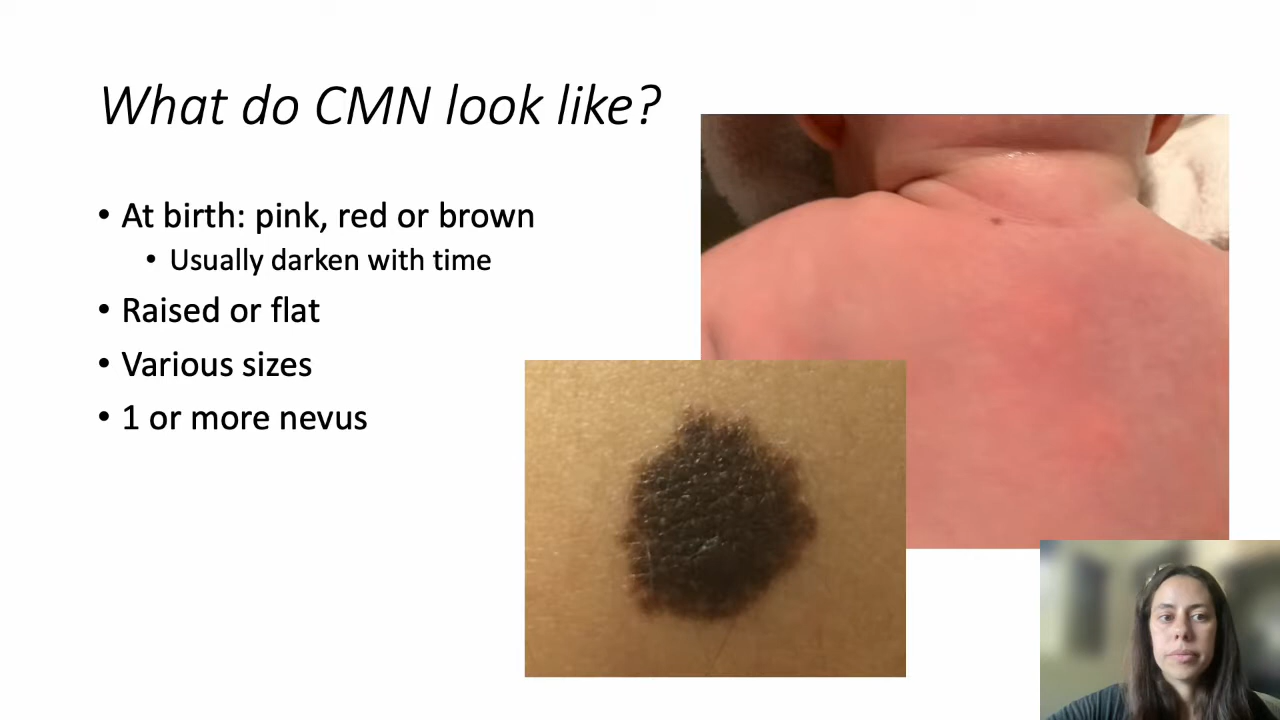 What do CMN look like?
• At birth: pink, red or brown
• Usually darken with time
• Raised or flat
• Various sizes
• 1 or more nevus